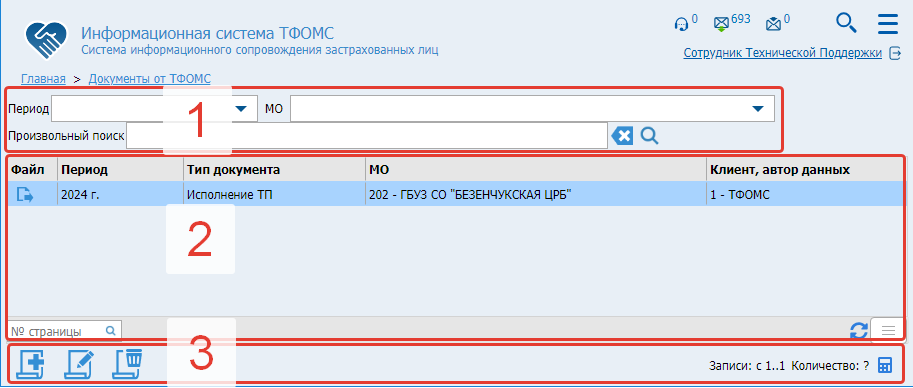 Информационная система ТФОМС
Система информационного сопровождения застрахованных лиц
0 693 0
Сотрудник Технической Поддержки
Главная > Документы от ТФОМС
Период МО
1
Произвольный поиск
Файл Период Тип документа МО Клиент, автор данных
2024 г. Исполнение ТП 202 - ГБУЗ СО "БЕЗЕНЧУКСКАЯ ЦРБ" 1 - ТФОМС
2
№ страницы
3
Записи: с 1..1 Количество: ?